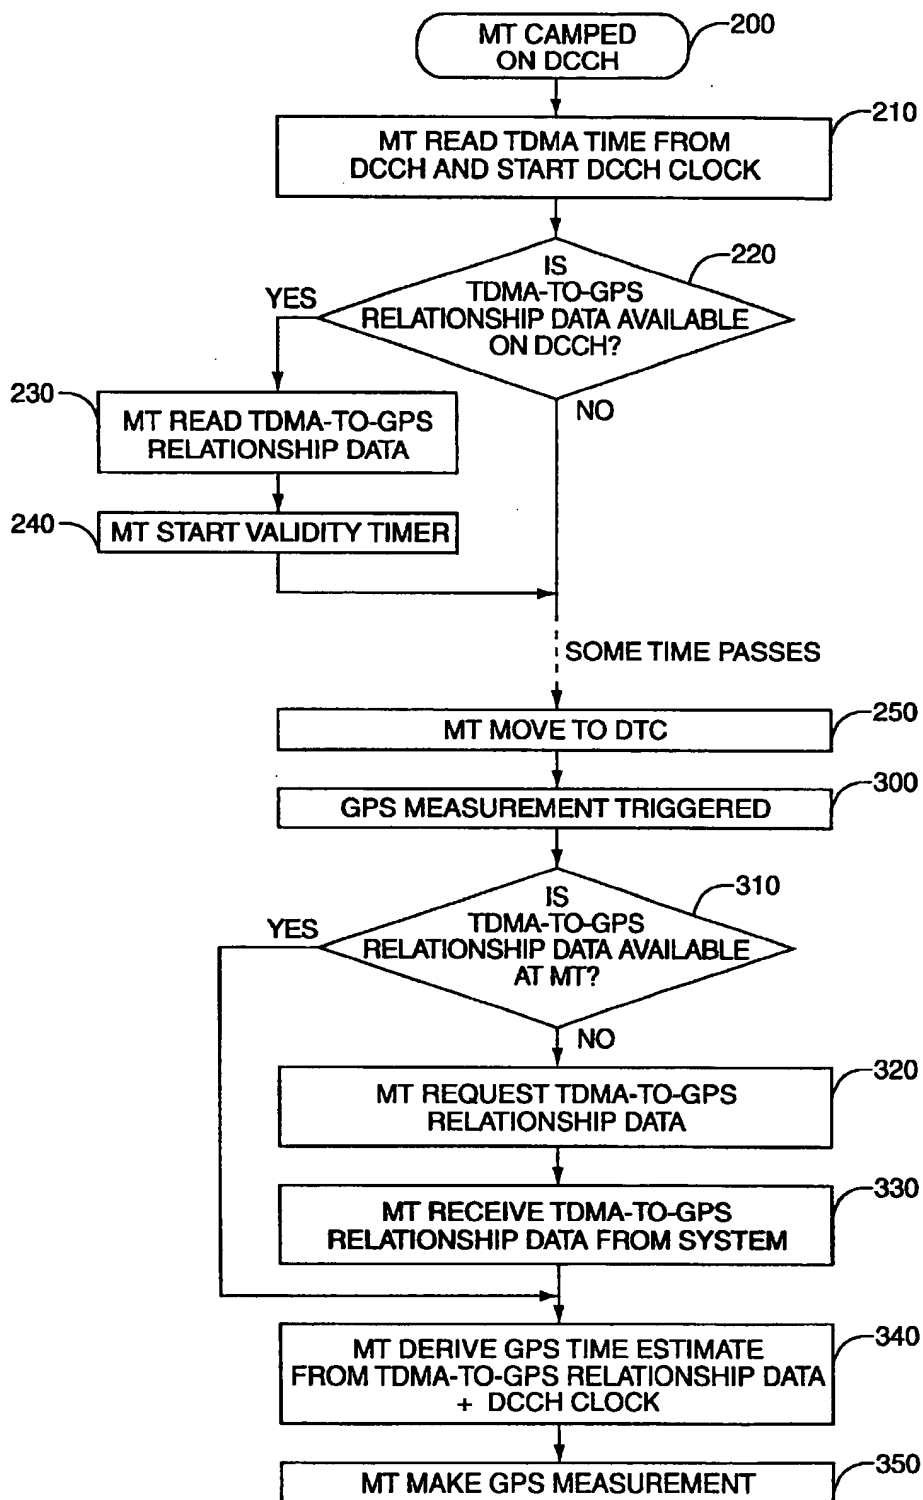 MT CAMPED
ON DCCH
200
210
MT READ TDMA TIME FROM
DCCH AND START DCCH CLOCK
220
IS
TDMA-TO-GPS
RELATIONSHIP DATA AVAILABLE
ON DCCH?
YES
NO
230
MT READ TDMA-TO-GPS
RELATIONSHIP DATA
240
MT START VALIDITY TIMER
SOME TIME PASSES
250
MT MOVE TO DTC
300
GPS MEASUREMENT TRIGGERED
310
IS
TDMA-TO-GPS
RELATIONSHIP DATA AVAILABLE
AT MT?
YES
NO
320
MT REQUEST TDMA-TO-GPS
RELATIONSHIP DATA
330
MT RECEIVE TDMA-TO-GPS
RELATIONSHIP DATA FROM SYSTEM
340
MT DERIVE GPS TIME ESTIMATE
FROM TDMA-TO-GPS RELATIONSHIP DATA
+ DCCH CLOCK
350
MT MAKE GPS MEASUREMENT